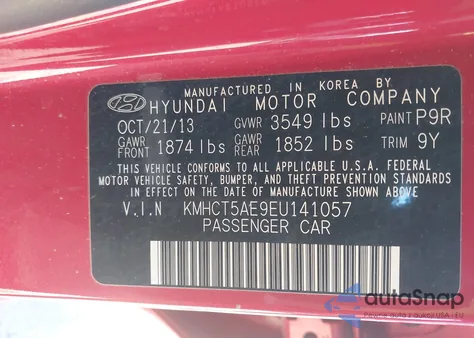 MANUFACTURED IN KOREA BY
HYUNDAI MOTOR COMPANY
OCT/21/13 GVWR 3549 lbs PAINT P9R
GAWR FRONT 1874 lbs GAWR REAR 1852 lbs TRIM 9Y
THIS VEHICLE CONFORMS TO ALL APPLICABLE U.S.A. FEDERAL
MOTOR VEHICLE SAFETY, BUMPER, AND THEFT PREVENTION STANDARDS
IN EFFECT ON THE DATE OF MANUFACTURE SHOWN ABOVE.
V.I.N KMHCT5AE9EU141057
PASSENGER CAR
autoSnap